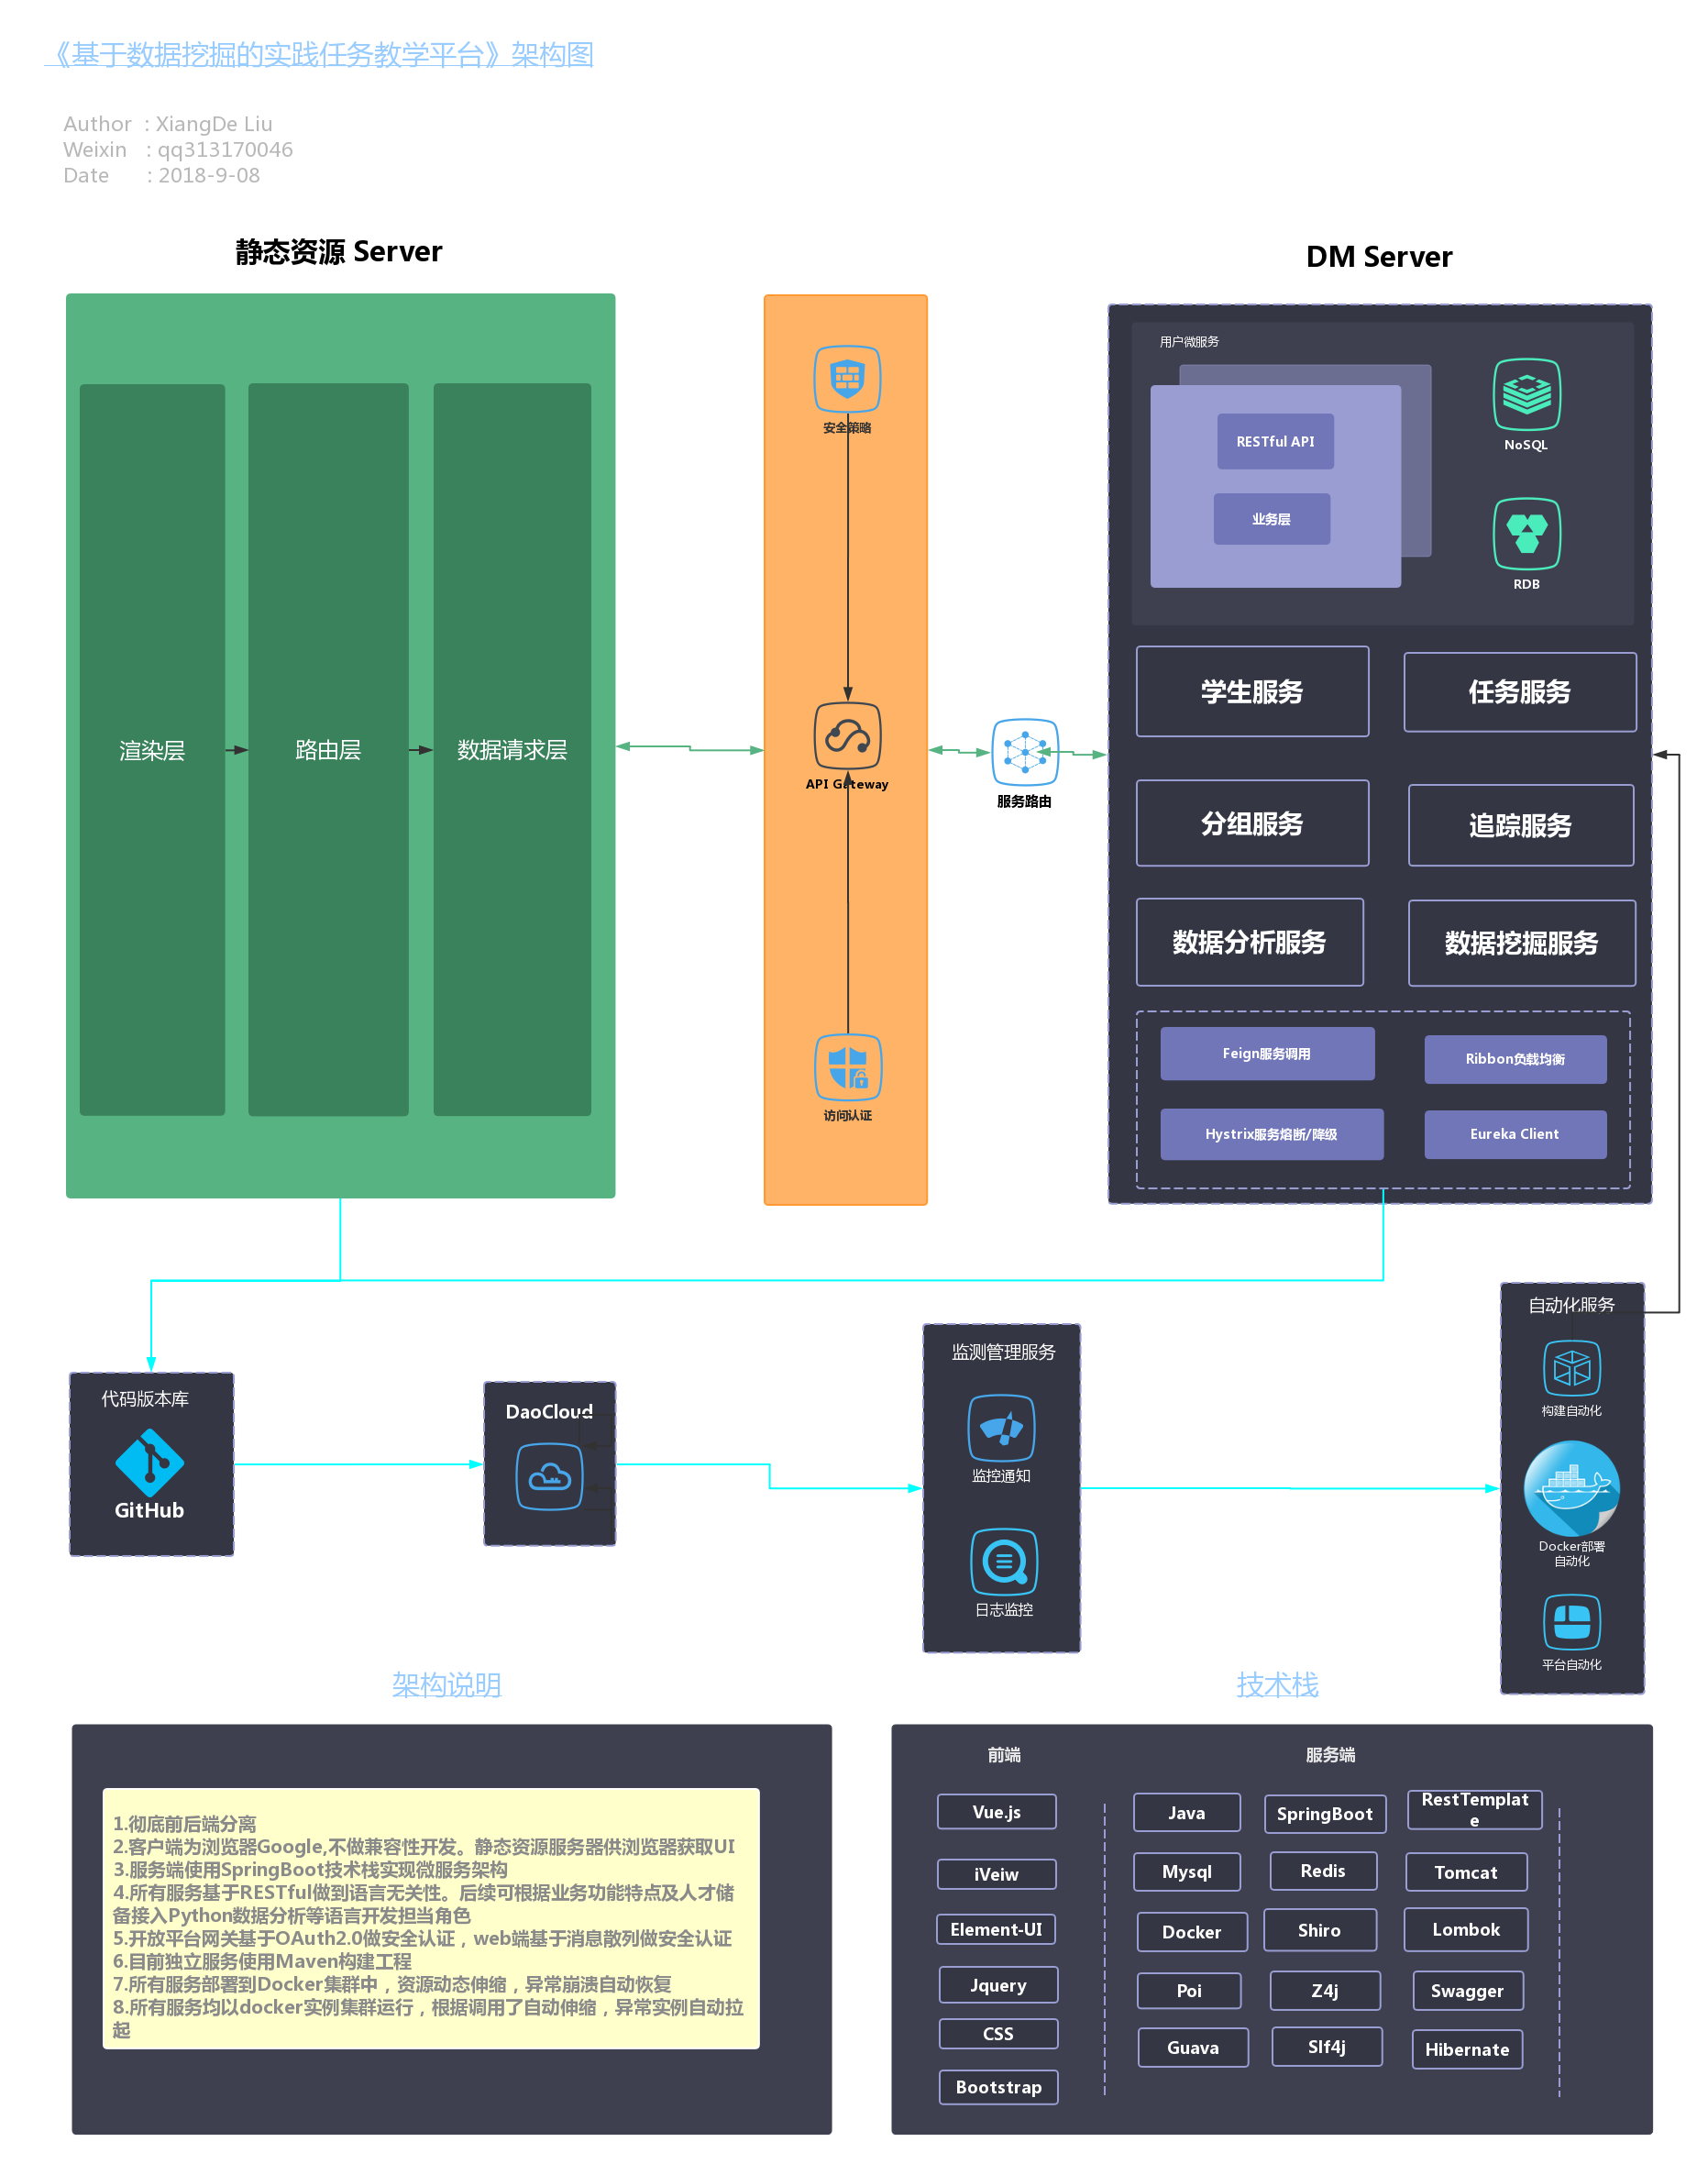 《基于数据挖掘的实践任务教学平台》架构图
Author : XiangDe Liu
Weixin : qq313170046
Date : 2018-9-08
静态资源 Server
渲染层
路由层
数据请求层
安全策略
API Gateway
访问认证
服务路由
DM Server
用户微服务
RESTful API
业务层
NoSQL
RDB
学生服务
任务服务
分组服务
追踪服务
数据分析服务
数据挖掘服务
Feign服务调用
Ribbon负载均衡
Hystrix服务熔断/降级
Eureka Client
代码版本库
GitHub
DaoCloud
监测管理服务
监控通知
日志监控
自动化服务
构建自动化
Docker部署
自动化
平台自动化
架构说明
1.彻底前后端分离
2.客户端为浏览器Google,不做兼容性开发。静态资源服务器供浏览器获取UI
3.服务端使用SpringBoot技术栈实现微服务架构
4.所有服务基于RESTful做到语言无关性。后续可根据业务功能特点及人才储
备接入Python数据分析等语言开发担当角色
5.开放平台网关基于OAuth2.0做安全认证，web端基于消息散列做安全认证
6.目前独立服务使用Maven构建工程
7.所有服务部署到Docker集群中，资源动态伸缩，异常崩溃自动恢复
8.所有服务均以docker实例集群运行，根据调用了自动伸缩，异常实例自动拉
起
技术栈
前端
Vue.js
iVeiw
Element-UI
Jquery
CSS
Bootstrap
服务端
Java
SpringBoot
RestTemplat
e
Mysql
Redis
Tomcat
Docker
Shiro
Lombok
Poi
Z4j
Swagger
Guava
Slf4j
Hibernate